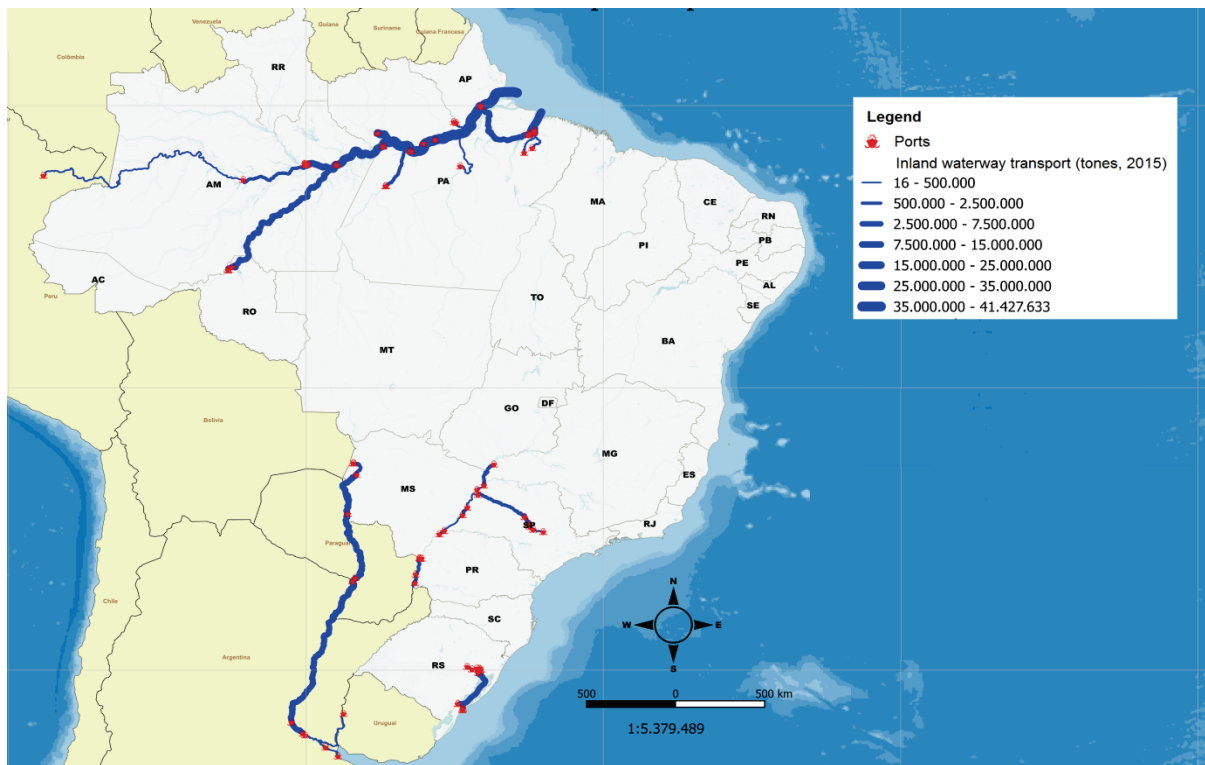 Venezuela
Guiana
Suriname
Guiana Francesa
Colômbia
RR
AP
AM
PA
MA
CE
RN
PB
PI
PE
AL
SE
AC
Peru
RO
TO
BA
MT
GO
DF
Bolívia
MG
ES
MS
SP
RJ
Paraguai
PR
Chile
SC
Argentina
RS
Uruguai
Legend
Ports
Inland waterway transport (tones, 2015)
16 - 500.000
500.000 - 2.500.000
2.500.000 - 7.500.000
7.500.000 - 15.000.000
15.000.000 - 25.000.000
25.000.000 - 35.000.000
35.000.000 - 41.427.633
N
W E
S
500 0 500 km
1:5.379.489